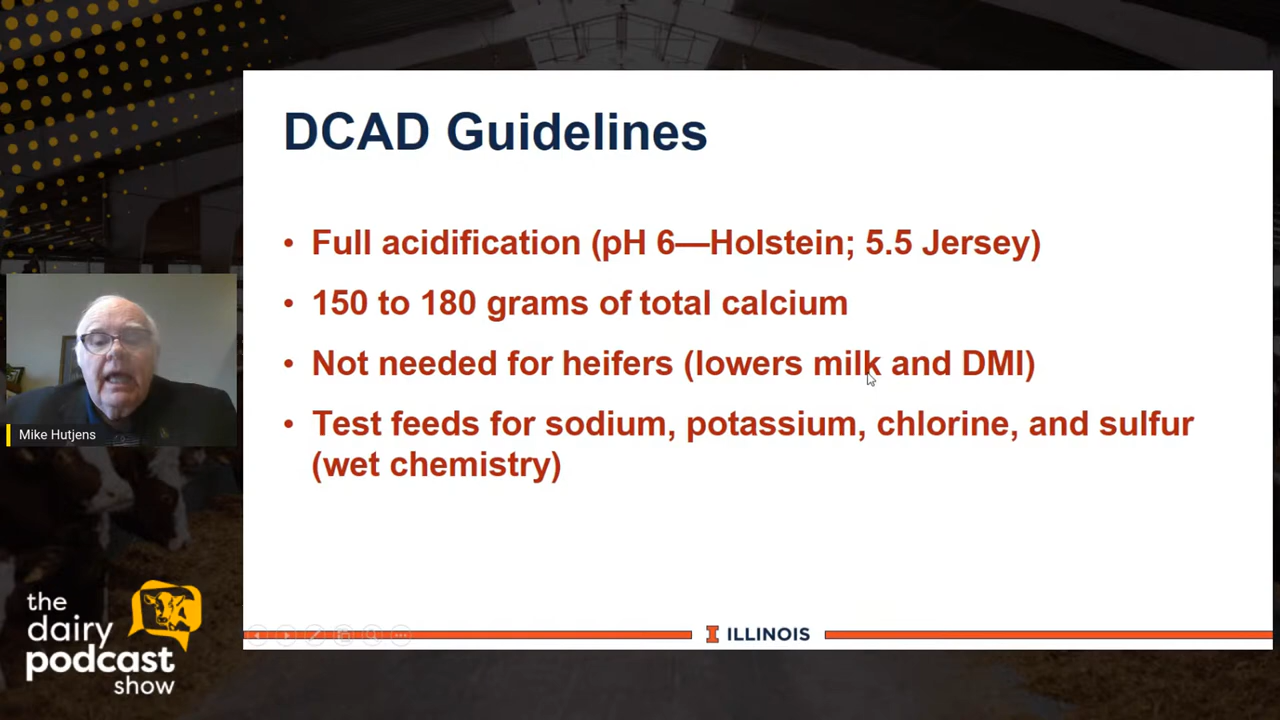 DCAD Guidelines
• Full acidification (pH 6—Holstein; 5.5 Jersey)
• 150 to 180 grams of total calcium
• Not needed for heifers (lowers milk and DMI)
• Test feeds for sodium, potassium, chlorine, and sulfur
(wet chemistry)
Mike Hutjens
the
dairy
podcast
show
I ILLINOIS